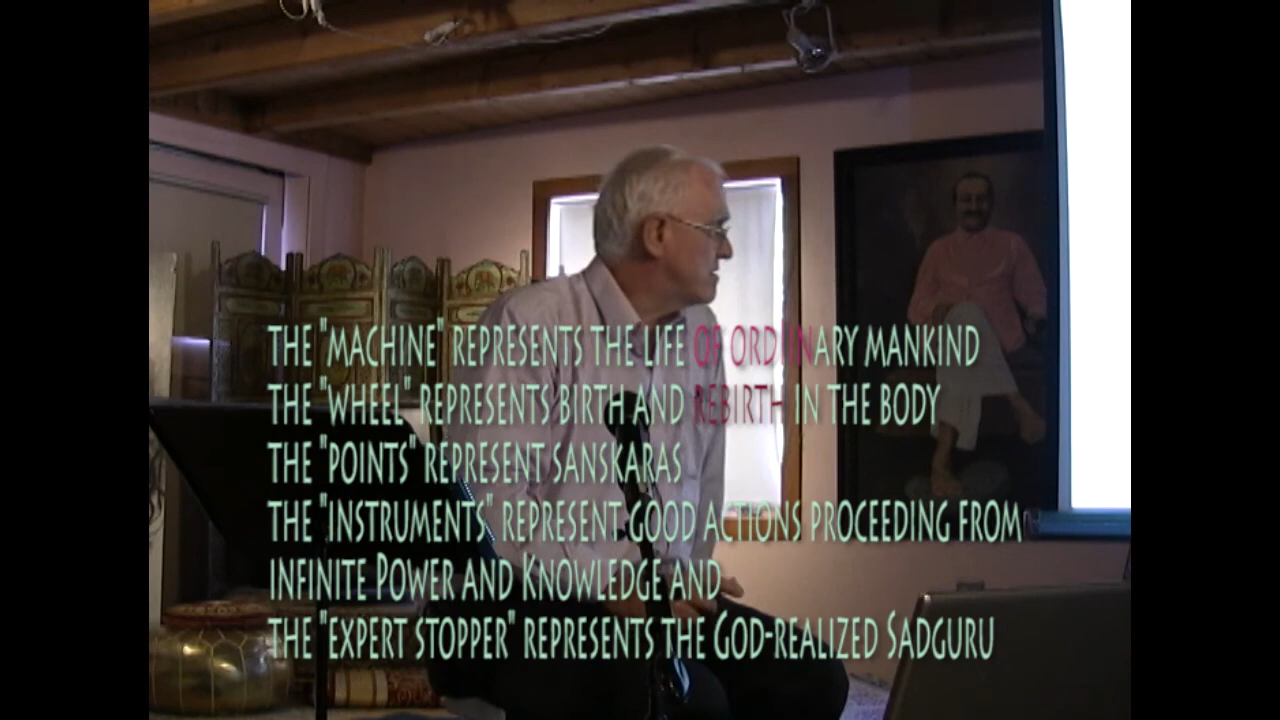 THE "MACHINE" REPRESENTS THE LIFE OF ORDINARY MANKIND
THE "WHEEL" REPRESENTS BIRTH AND REBIRTH IN THE BODY
THE "POINTS" REPRESENT SANSKARAS
THE "INSTRUMENTS" REPRESENT GOOD ACTIONS PROCEEDING FROM
INFINITE POWER AND KNOWLEDGE AND
THE "EXPERT STOPPER" REPRESENTS THE GOD-REALIZED SADGURU